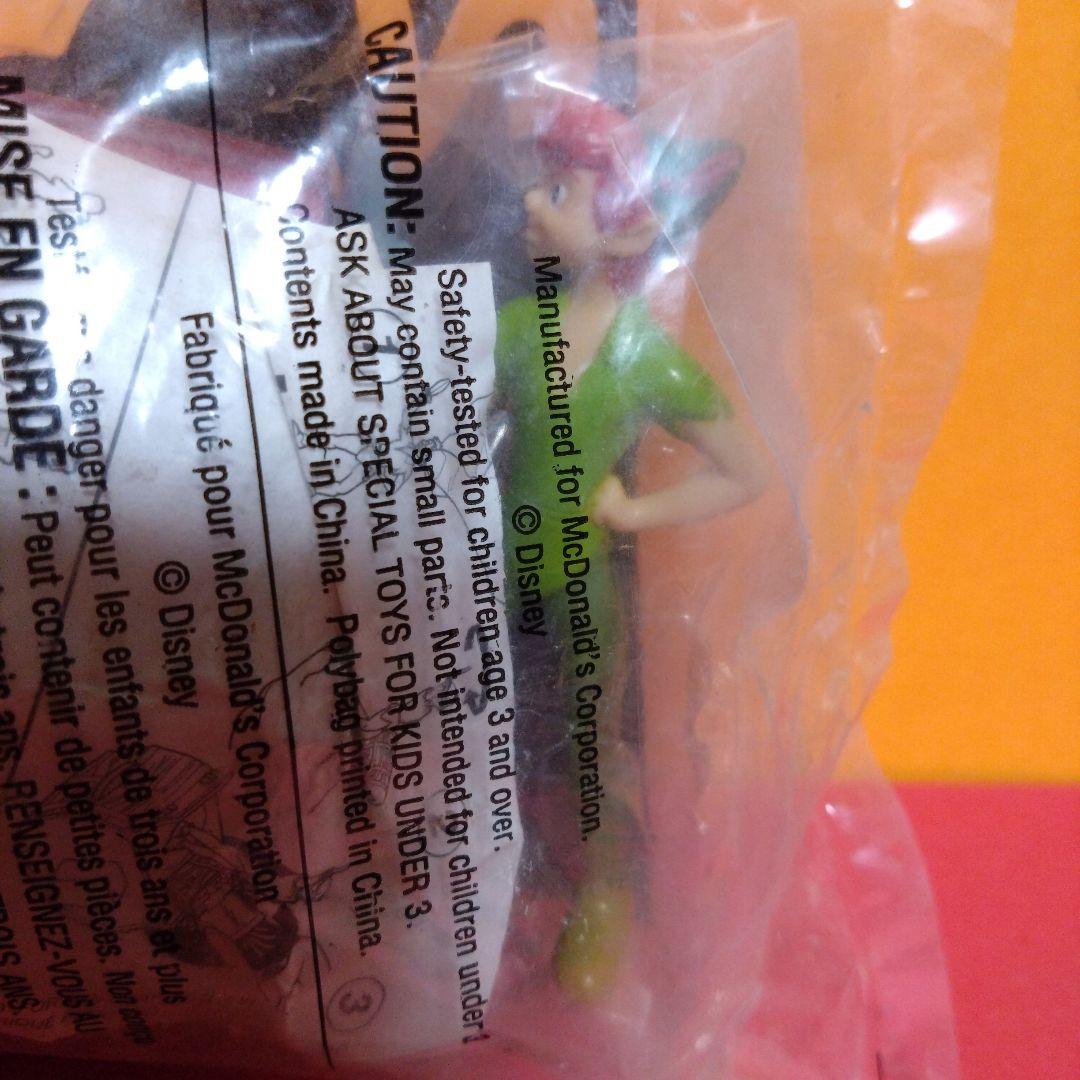 Manufactured for McDonald's Corporation.
© Disney
Safety-tested for children age 3 and over.
CAUTION: May contain small parts. Not intended for children under
ASK ABOUT SPECIAL TOYS FOR KIDS UNDER 3.
Contents made in China. Polybag printed in China.
3
Fabriqué pour McDonald's Corporation
© Disney
danger pour les enfants de trois ans et plus
MISE EN GARDE : Peut contenir de petites pièces. Non
trois ans. RENSEIGNEZ-VOUS AU